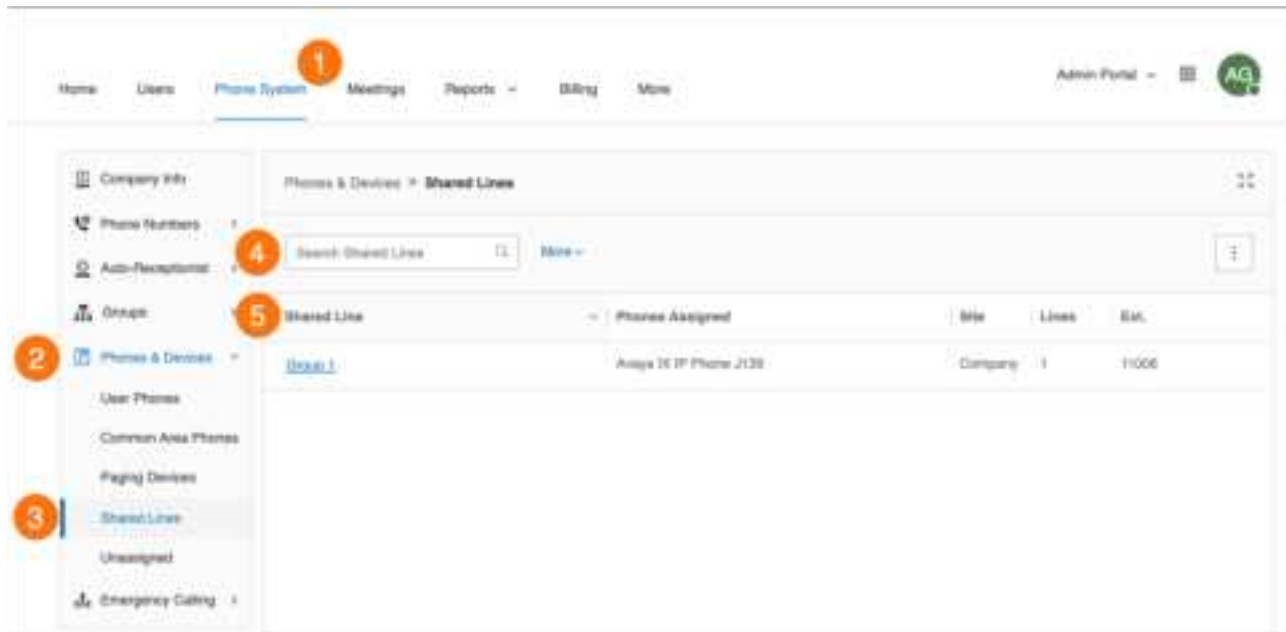 1
Home Users Phone System Meetings Reports Billing More Admin Portal AG
Company Info
Phone Numbers
Auto-Receptionist
Groups
2 Phones & Devices
User Phones
Common Area Phones
Paging Devices
3 Shared Lines
Unassigned
Emergency Calling
Phones & Devices > Shared Lines
4 Search Shared Lines More
5 Shared Line Phones Assigned Site Lines Ext.
Group 1 Avaya IX IP Phone J139 Company 1 11006